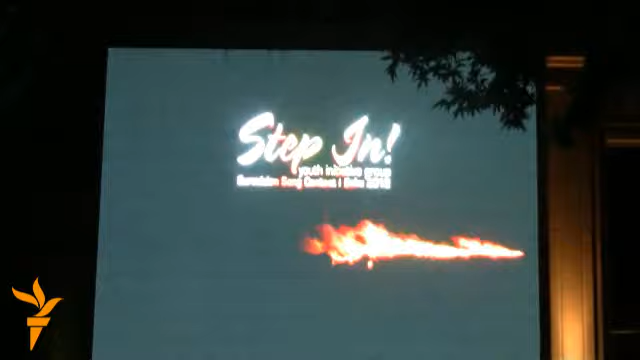 Step In!
youth initiative group
Eurovision Song Contest | Baku 2012